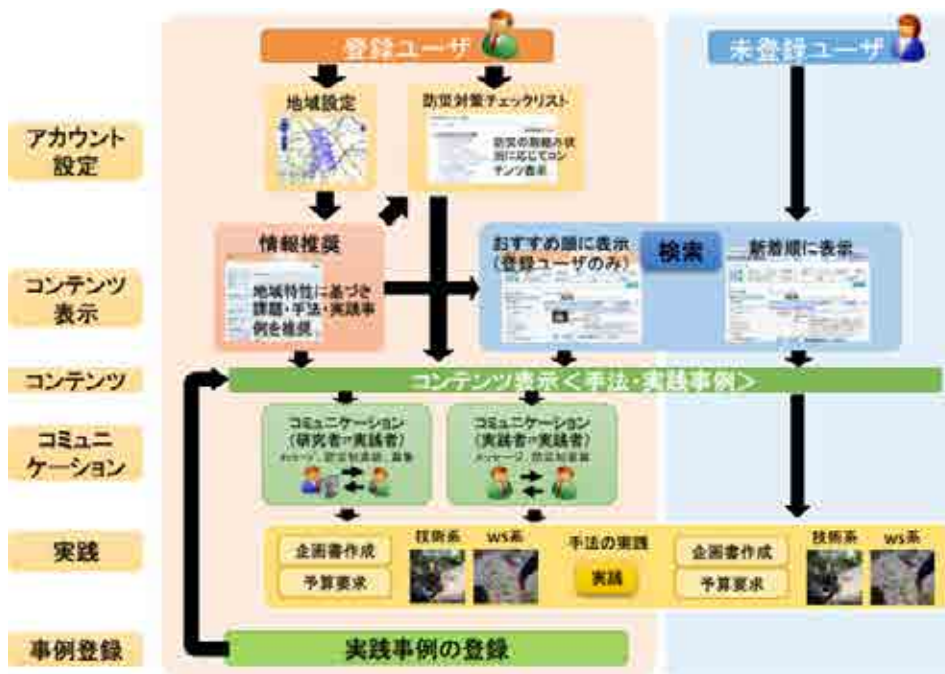 登録ユーザ
未登録ユーザ
アカウント
設定
地域設定
防災対策チェックリスト
防災の取組み状
況に応じてコン
テンツ表示
コンテンツ
表示
情報推奨
地域特性に基づき
課題・手法・実践事
例を推奨
おすすめ順に表示
(登録ユーザのみ)
検索
新着順に表示
コンテンツ
コンテンツ表示<手法・実践事例>
コミュニ
ケーション
コミュニケーション
(研究者⇔実践者)
コミュニケーション
(実践者⇔実践者)
実践
企画書作成
予算要求
技術系
WS系
手法の実践
実践
企画書作成
予算要求
技術系
WS系
事例登録
実践事例の登録